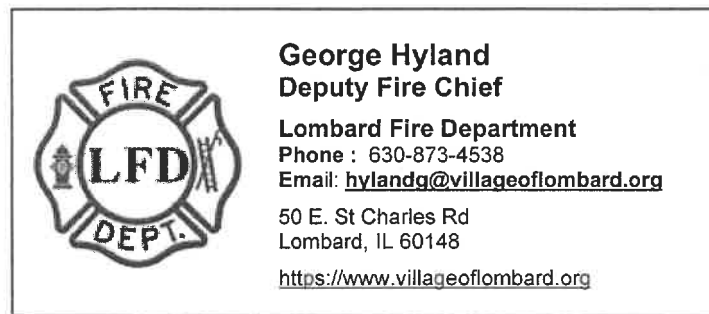 FIRE
LFD
DEPT.
George Hyland
Deputy Fire Chief
Lombard Fire Department
Phone : 630-873-4538
Email: hylandg@villageoflombard.org
50 E. St Charles Rd
Lombard, IL 60148
https://www.villageoflombard.org